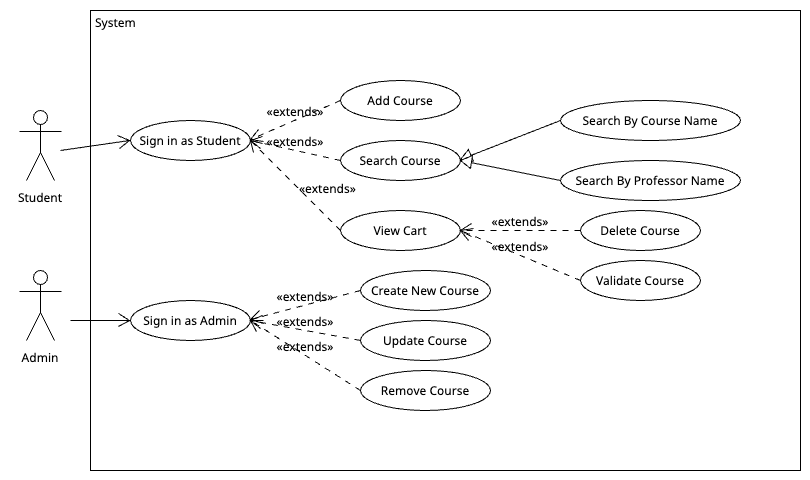 System
Student
Sign in as Student
«extends»
Add Course
«extends»
Search Course
Search By Course Name
Search By Professor Name
«extends»
View Cart
«extends»
Delete Course
«extends»
Validate Course
Admin
Sign in as Admin
«extends»
Create New Course
«extends»
Update Course
«extends»
Remove Course